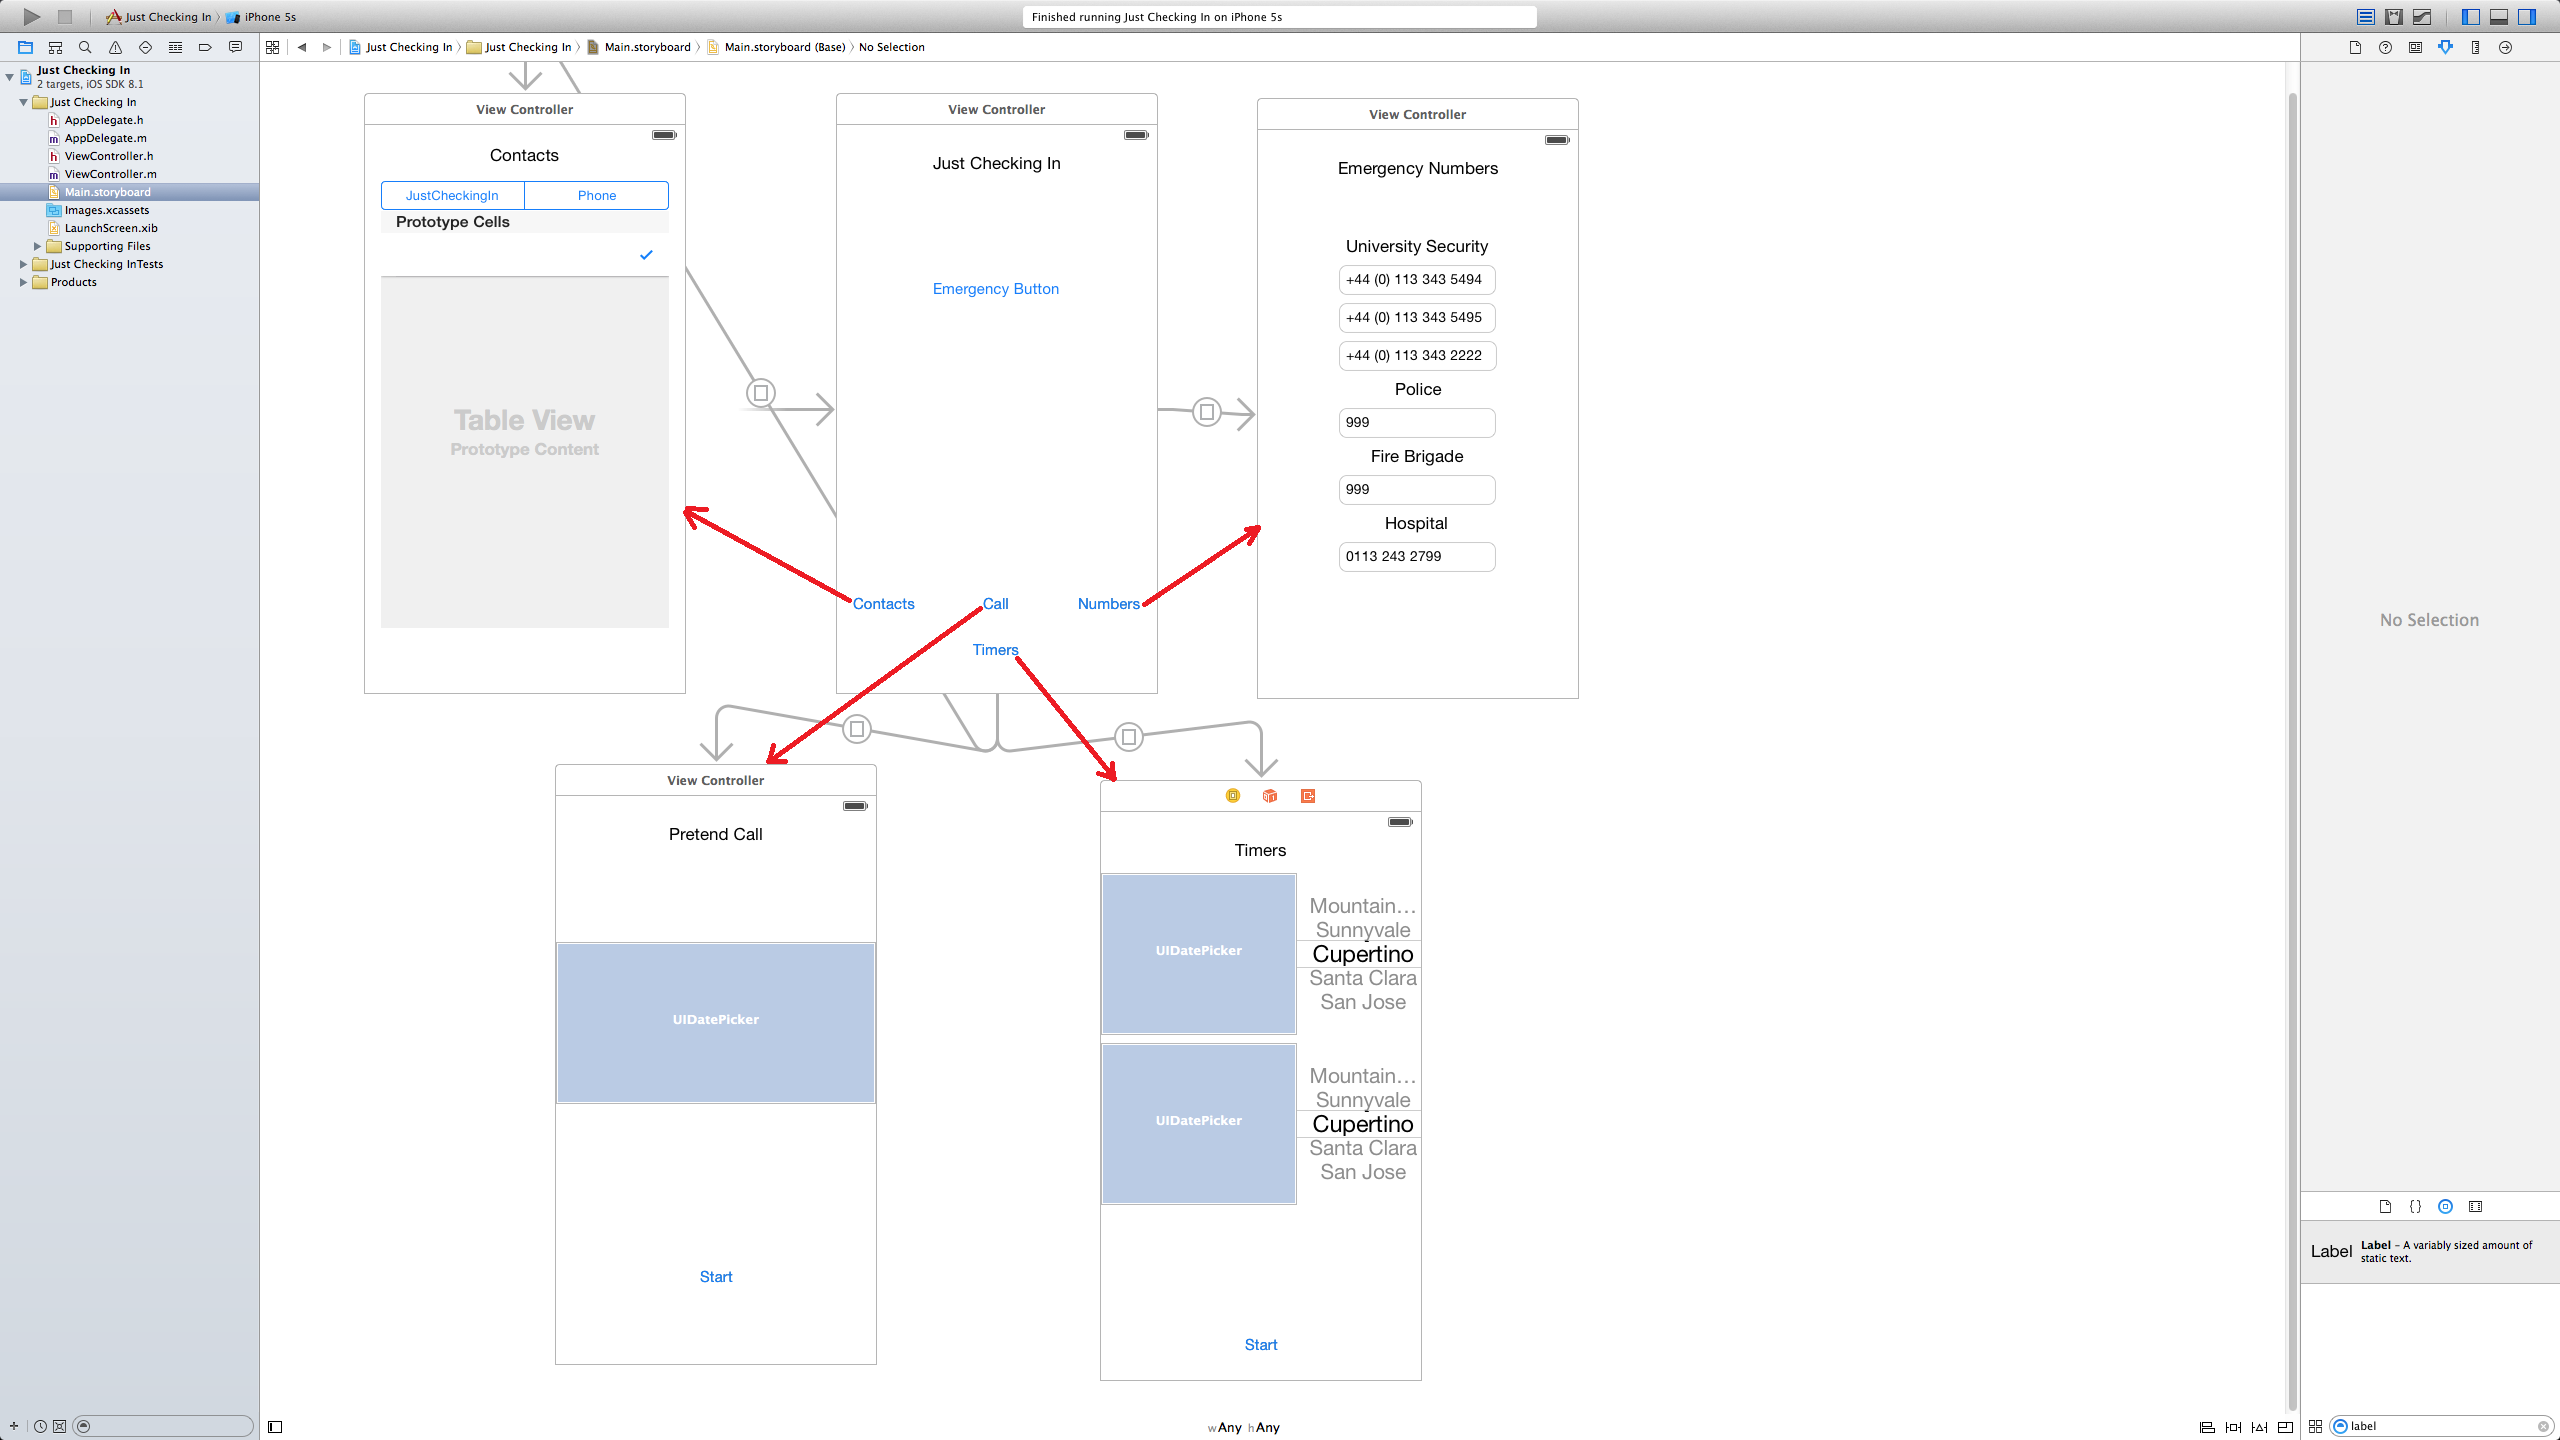 Just Checking In
iPhone 5s
Finished running Just Checking In on iPhone 5s
Just Checking In
Just Checking In
Main.storyboard
Main.storyboard (Base)
No Selection
Just Checking In
2 targets, iOS SDK 8.1
Just Checking In
h AppDelegate.h
m AppDelegate.m
h ViewController.h
m ViewController.m
Main.storyboard
Images.xcassets
LaunchScreen.xib
Supporting Files
Just Checking InTests
Products
View Controller
Contacts
JustCheckingIn
Phone
Prototype Cells
Table View
Prototype Content
View Controller
Just Checking In
Emergency Button
Contacts
Call
Numbers
Timers
View Controller
Emergency Numbers
University Security
+44 (0) 113 343 5494
+44 (0) 113 343 5495
+44 (0) 113 343 2222
Police
999
Fire Brigade
999
Hospital
0113 243 2799
View Controller
Pretend Call
UIDatePicker
Start
Timers
UIDatePicker
Mountain…
Sunnyvale
Cupertino
Santa Clara
San Jose
UIDatePicker
Mountain…
Sunnyvale
Cupertino
Santa Clara
San Jose
Start
wAny hAny
No Selection
{}
Label
Label - A variably sized amount of
static text.
label